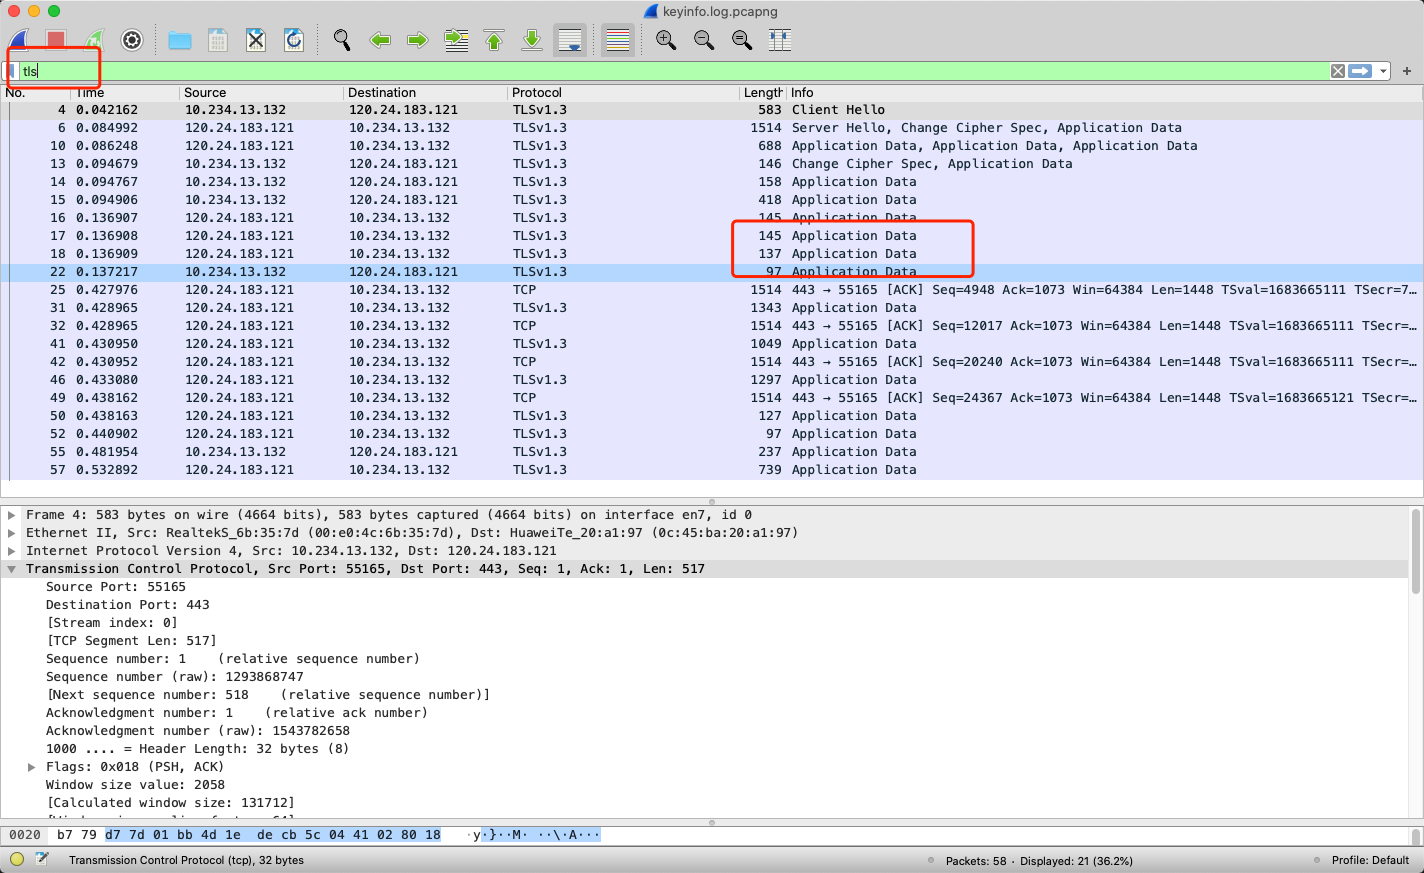 keyinfo.log.pcapng
tls
No. Time Source Destination Protocol Length Info
4 0.042162 10.234.13.132 120.24.183.121 TLSv1.3 583 Client Hello
6 0.084992 120.24.183.121 10.234.13.132 TLSv1.3 1514 Server Hello, Change Cipher Spec, Application Data
10 0.086248 120.24.183.121 10.234.13.132 TLSv1.3 688 Application Data, Application Data, Application Data
13 0.094679 10.234.13.132 120.24.183.121 TLSv1.3 146 Change Cipher Spec, Application Data
14 0.094767 10.234.13.132 120.24.183.121 TLSv1.3 158 Application Data
15 0.094906 10.234.13.132 120.24.183.121 TLSv1.3 418 Application Data
16 0.136907 120.24.183.121 10.234.13.132 TLSv1.3 145 Application Data
17 0.136908 120.24.183.121 10.234.13.132 TLSv1.3 145 Application Data
18 0.136909 120.24.183.121 10.234.13.132 TLSv1.3 137 Application Data
22 0.137217 10.234.13.132 120.24.183.121 TLSv1.3 97 Application Data
25 0.427976 120.24.183.121 10.234.13.132 TCP 1514 443 → 55165 [ACK] Seq=4948 Ack=1073 Win=64384 Len=1448 TSval=1683665111 TSecr=7…
31 0.428965 120.24.183.121 10.234.13.132 TLSv1.3 1343 Application Data
32 0.428965 120.24.183.121 10.234.13.132 TCP 1514 443 → 55165 [ACK] Seq=12017 Ack=1073 Win=64384 Len=1448 TSval=1683665111 TSecr=…
41 0.430950 120.24.183.121 10.234.13.132 TLSv1.3 1049 Application Data
42 0.430952 120.24.183.121 10.234.13.132 TCP 1514 443 → 55165 [ACK] Seq=20240 Ack=1073 Win=64384 Len=1448 TSval=1683665111 TSecr=…
46 0.433080 120.24.183.121 10.234.13.132 TLSv1.3 1297 Application Data
49 0.438162 120.24.183.121 10.234.13.132 TCP 1514 443 → 55165 [ACK] Seq=24367 Ack=1073 Win=64384 Len=1448 TSval=1683665121 TSecr=…
50 0.438163 120.24.183.121 10.234.13.132 TLSv1.3 127 Application Data
52 0.440902 120.24.183.121 10.234.13.132 TLSv1.3 97 Application Data
55 0.481954 120.24.183.121 10.234.13.132 TLSv1.3 237 Application Data
57 0.532892 120.24.183.121 10.234.13.132 TLSv1.3 739 Application Data
Frame 4: 583 bytes on wire (4664 bits), 583 bytes captured (4664 bits) on interface en7, id 0
Ethernet II, Src: RealtekS_6b:35:7d (00:e0:4c:6b:35:7d), Dst: HuaweiTe_20:a1:97 (0c:45:ba:20:a1:97)
Internet Protocol Version 4, Src: 10.234.13.132, Dst: 120.24.183.121
Transmission Control Protocol, Src Port: 55165, Dst Port: 443, Seq: 1, Ack: 1, Len: 517
Source Port: 55165
Destination Port: 443
[Stream index: 0]
[TCP Segment Len: 517]
Sequence number: 1 (relative sequence number)
Sequence number (raw): 1293868747
[Next sequence number: 518 (relative sequence number)]
Acknowledgment number: 1 (relative ack number)
Acknowledgment number (raw): 1543782658
1000 .... = Header Length: 32 bytes (8)
Flags: 0x018 (PSH, ACK)
Window size value: 2058
[Calculated window size: 131712]
0020 b7 79 d7 7d 01 bb 4d 1e de cb 5c 04 41 02 80 18 ·y·}··M· ··\·A···
Transmission Control Protocol (tcp), 32 bytes
Packets: 58 · Displayed: 21 (36.2%)
Profile: Default